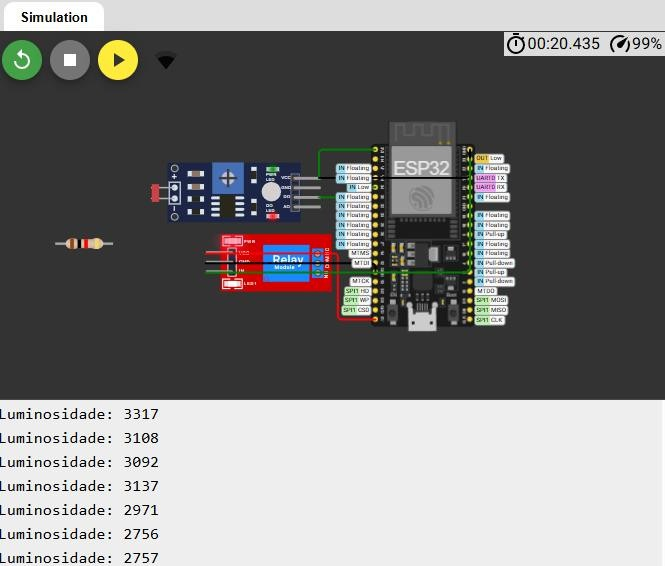 Simulation
00:20.435 99%
ESP32
OUT Low
IN Floating
UART0 TX
UART0 RX
IN Floating
IN Floating
IN Floating
IN Pull-up
IN Floating
IN Floating
IN Pull-down
IN Pull-up
IN Pull-down
MTDO
SPI1 MOSI
SPI1 MISO
SPI1 CLK
IN Floating
IN Floating
IN Low
IN Floating
IN Floating
IN Floating
IN Floating
IN Floating
IN Floating
MTMS
MTDI
MTCK
SPI1 HD
SPI1 WP
SPI1 CS0
PWR
LED
VCC
GND
DO
AO
DO
LED
PWR
VCC
GND
IN
Relay
Module
LED1
Luminosidade: 3317
Luminosidade: 3108
Luminosidade: 3092
Luminosidade: 3137
Luminosidade: 2971
Luminosidade: 2756
Luminosidade: 2757